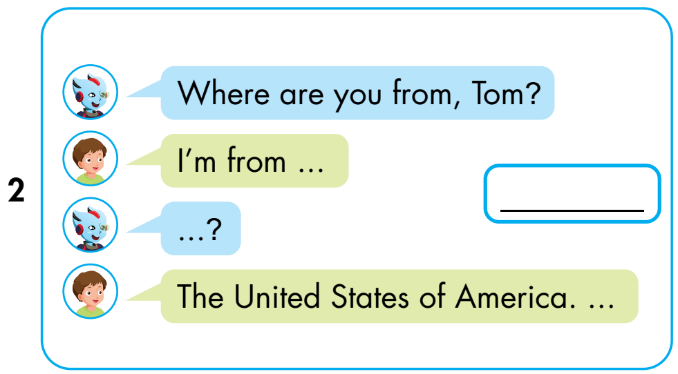 Where are you from, Tom?
I'm from ...
2
...?
The United States of America. ...